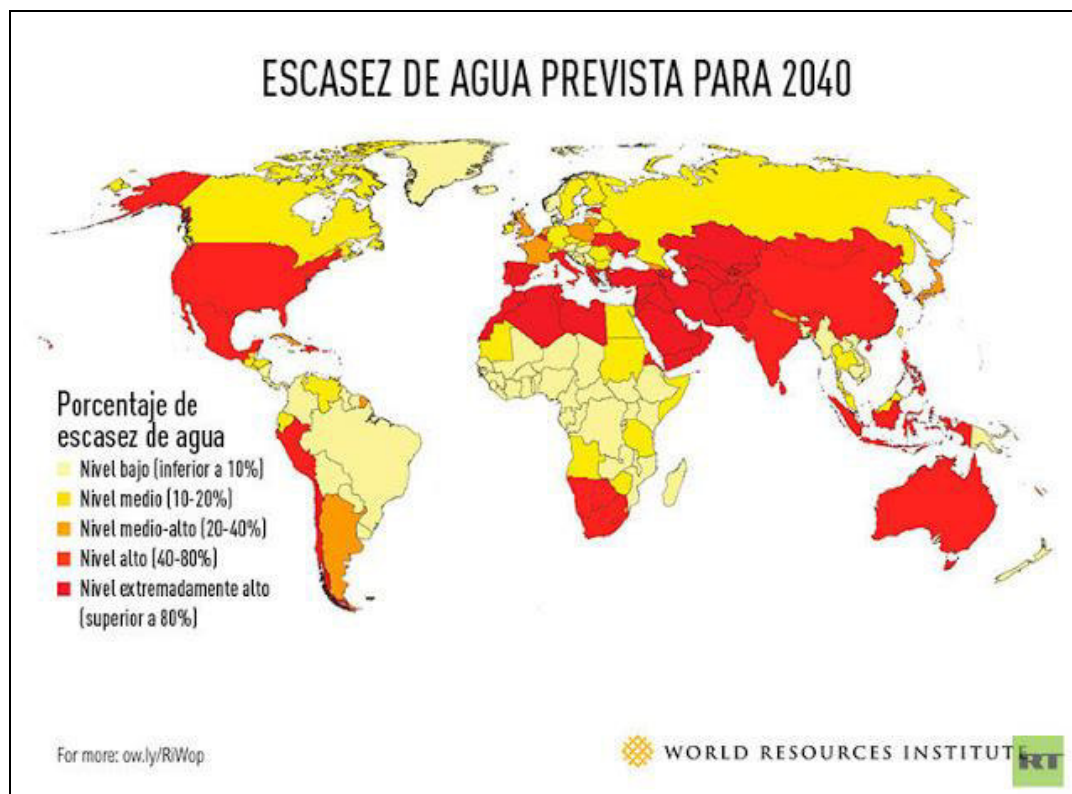 ESCASEZ DE AGUA PREVISTA PARA 2040
Porcentaje de
escasez de agua
Nivel bajo (inferior a 10%)
Nivel medio (10-20%)
Nivel medio-alto (20-40%)
Nivel alto (40-80%)
Nivel extremadamente alto
(superior a 80%)
For more: ow.ly/RiWop
WORLD RESOURCES INSTITUTE
RT